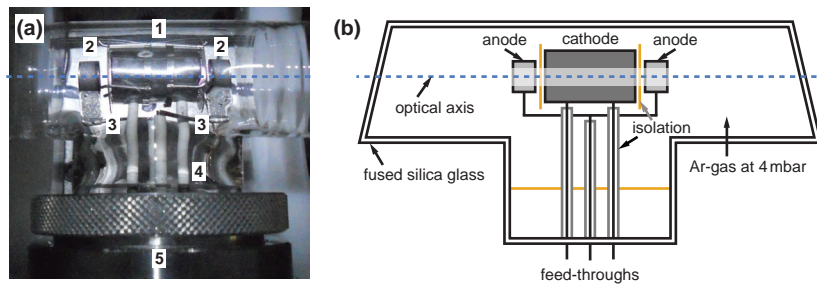 (a)
1
2
2
3
3
4
5
(b)
anode
cathode
anode
optical axis
isolation
fused silica glass
Ar-gas at 4 mbar
feed-throughs